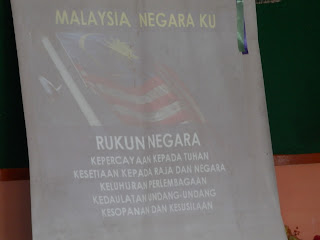 MALAYSIA NEGARA KU
RUKUN NEGARA
KEPERCAYAAN KEPADA TUHAN
KESETIAAN KEPADA RAJA DAN NEGARA
KELUHURAN PERLEMBAGAAN
KEDAULATAN UNDANG-UNDANG
KESOPANAN DAN KESUSILAAN